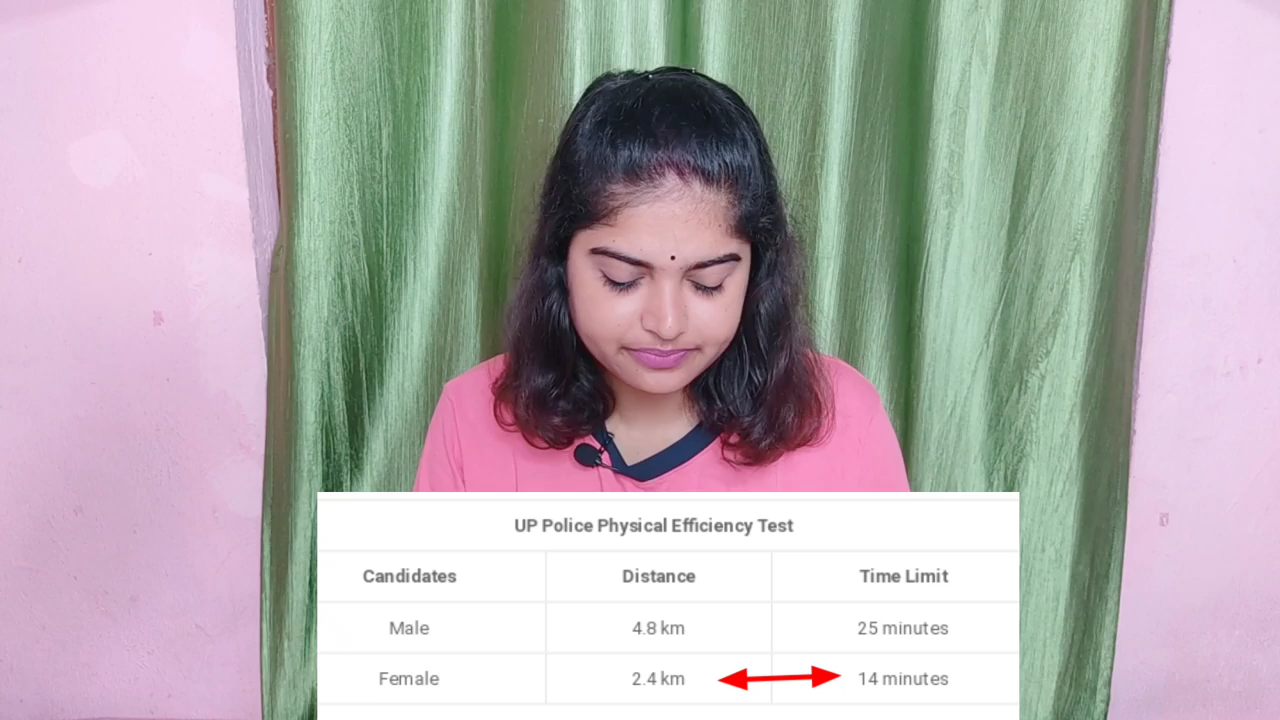 UP Police Physical Efficiency Test
Candidates Distance Time Limit
Male 4.8 km 25 minutes
Female 2.4 km 14 minutes